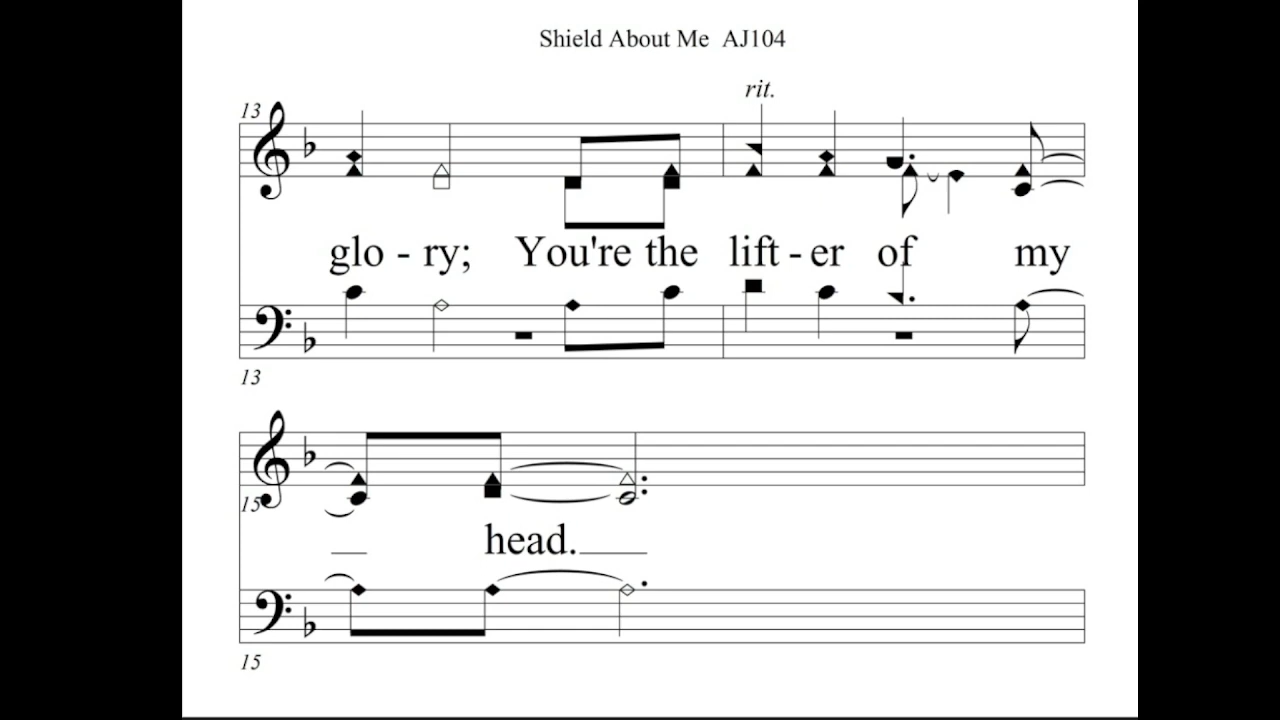 Shield About Me AJ104
rit.
13
glo - ry; You're the lift - er of my
13
15
head.
15